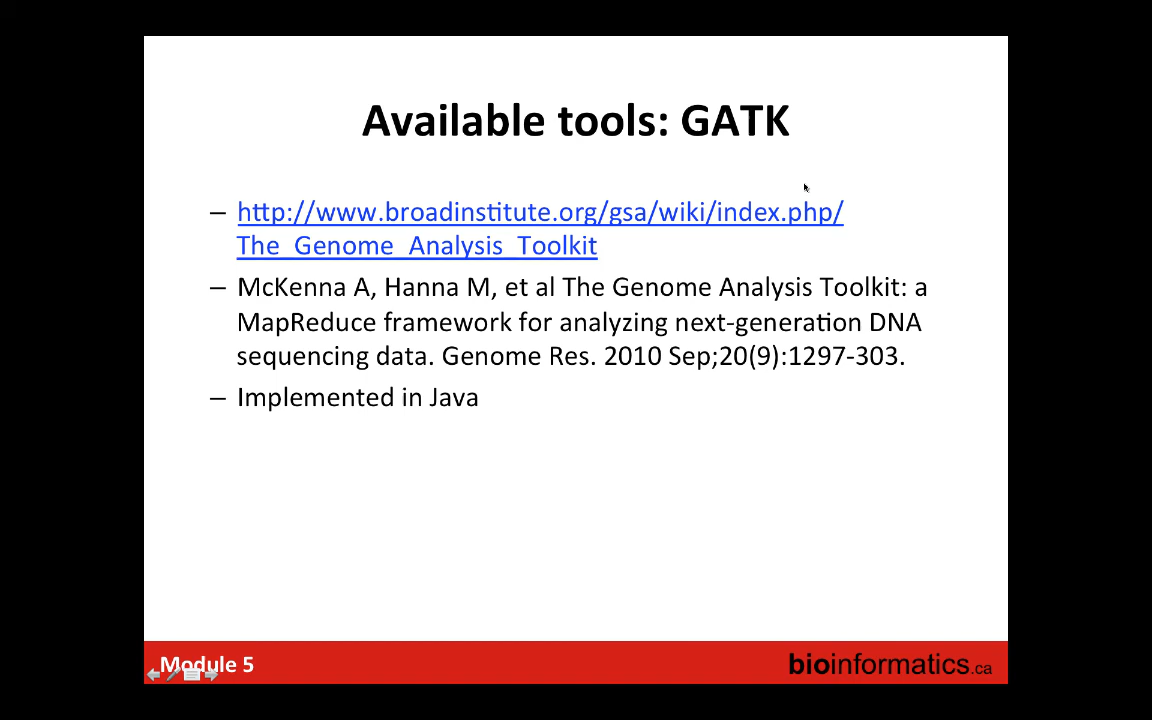 Available tools: GATK
– http://www.broadinstitute.org/gsa/wiki/index.php/
The_Genome_Analysis_Toolkit
– McKenna A, Hanna M, et al The Genome Analysis Toolkit: a
MapReduce framework for analyzing next-generation DNA
sequencing data. Genome Res. 2010 Sep;20(9):1297-303.
– Implemented in Java
Module 5
bioinformatics.ca